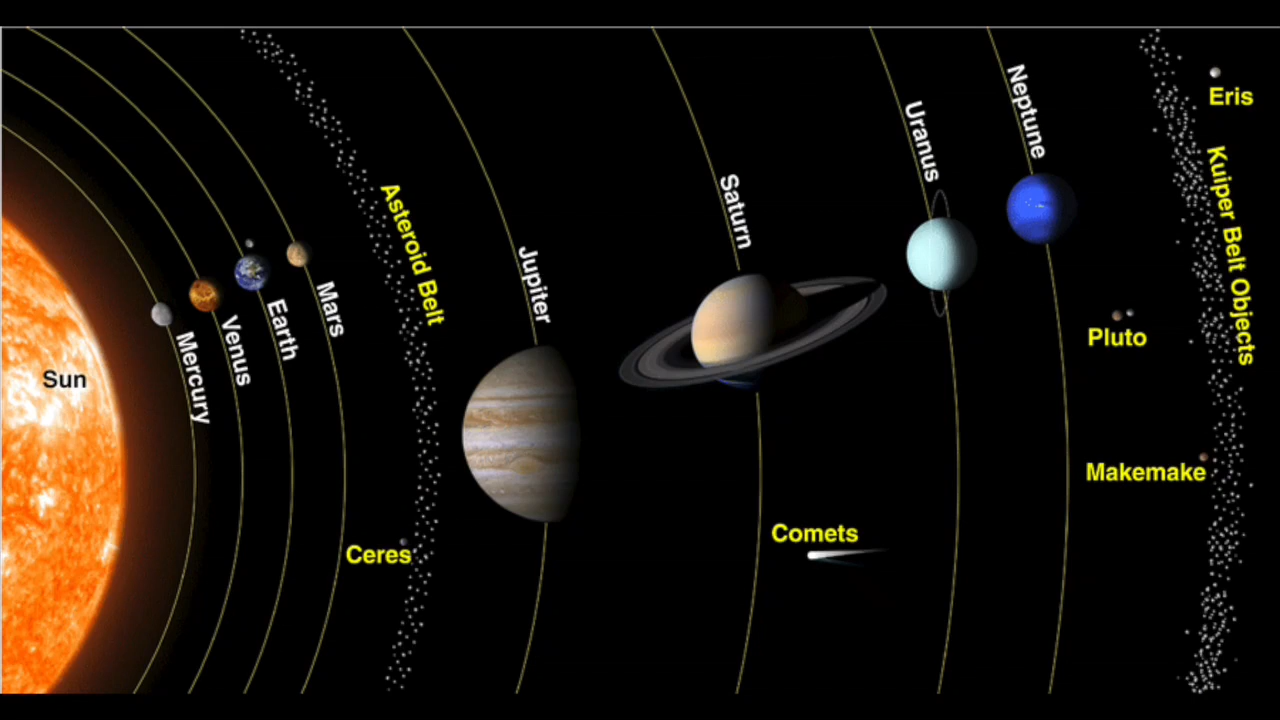 Sun
Mercury
Venus
Earth
Mars
Asteroid Belt
Ceres
Jupiter
Saturn
Comets
Uranus
Neptune
Pluto
Makemake
Eris
Kuiper Belt Objects